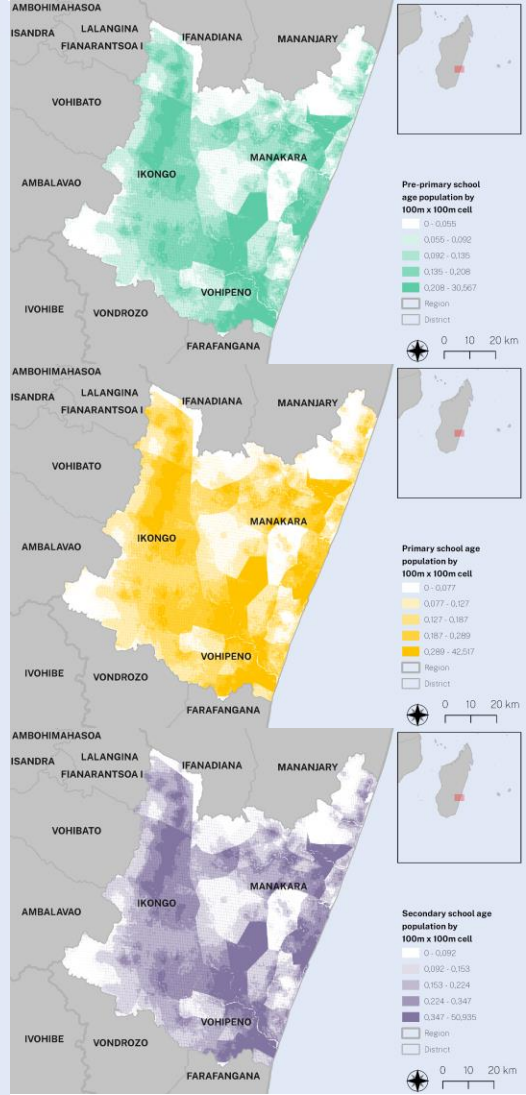 AMBOHIMAHASOA
ISANDRA
LALANGINA
IFANADIANA
MANANJARY
FIANARANTSOA I
VOHIBATO
MANAKARA
IKONGO
AMBALAVAO
VOHIPENO
IVOHIBE
VONDROZO
FARAFANGANA
Pre-primary school
age population by
100m x 100m cell
0 - 0,055
0,055 - 0,092
0,092 - 0,135
0,135 - 0,208
0,208 - 30,567
Region
District
0 10 20 km
AMBOHIMAHASOA
ISANDRA
LALANGINA
IFANADIANA
MANANJARY
FIANARANTSOA I
VOHIBATO
MANAKARA
IKONGO
AMBALAVAO
VOHIPENO
IVOHIBE
VONDROZO
FARAFANGANA
Primary school age
population by
100m x 100m cell
0 - 0,077
0,077 - 0,127
0,127 - 0,187
0,187 - 0,289
0,289 - 42,517
Region
District
0 10 20 km
AMBOHIMAHASOA
ISANDRA
LALANGINA
IFANADIANA
MANANJARY
FIANARANTSOA I
VOHIBATO
MANAKARA
IKONGO
AMBALAVAO
VOHIPENO
IVOHIBE
VONDROZO
FARAFANGANA
Secondary school age
population by
100m x 100m cell
0 - 0,092
0,092 - 0,153
0,153 - 0,224
0,224 - 0,347
0,347 - 50,935
Region
District
0 10 20 km